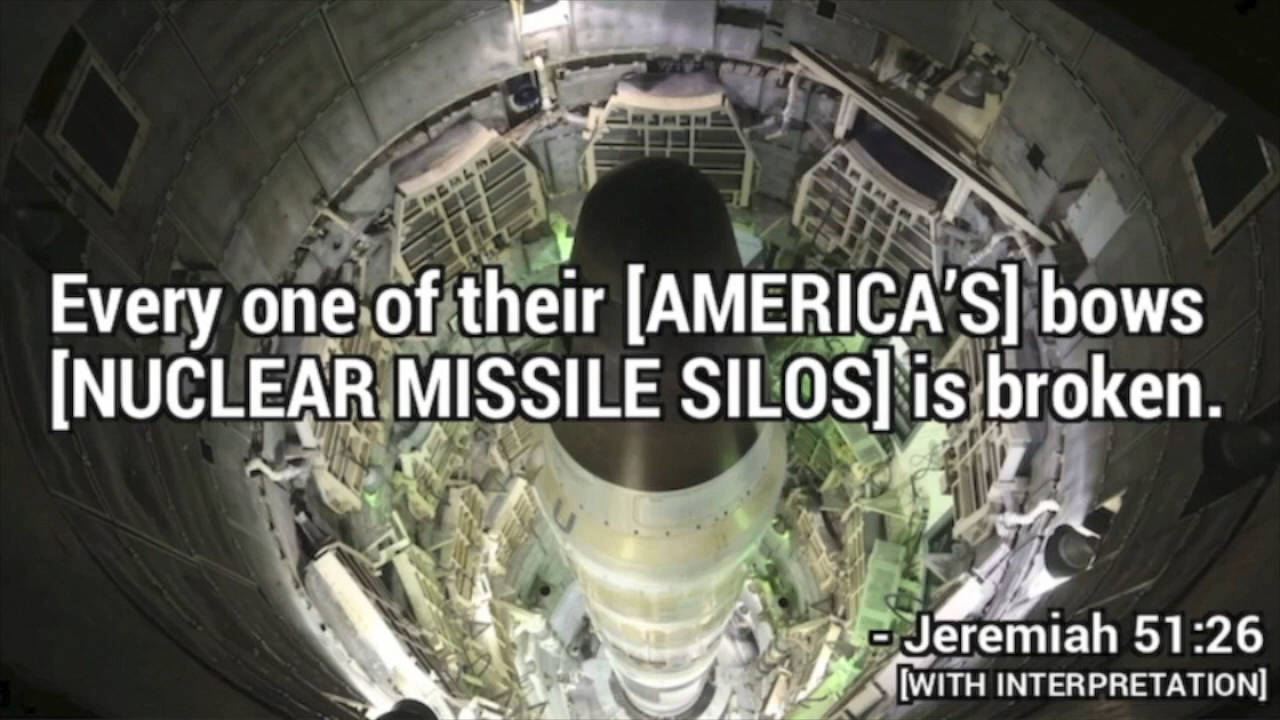 Every one of their [AMERICA'S] bows
[NUCLEAR MISSILE SILOS] is broken.
- Jeremiah 51:26
[WITH INTERPRETATION]